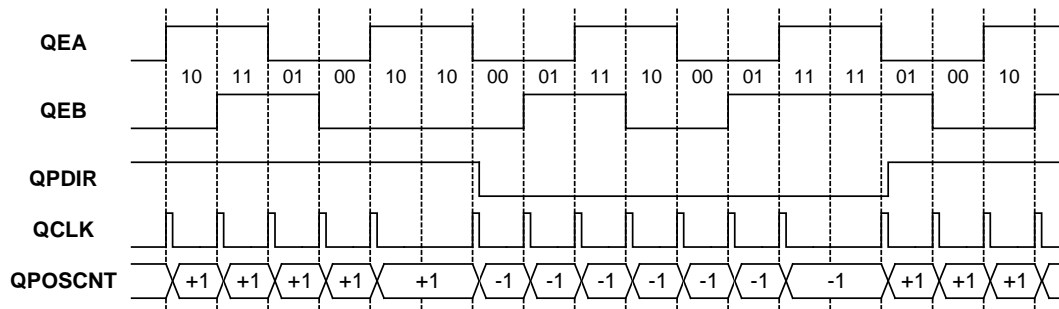 QEA
10 11 01 00 10 10 00 01 11 10 00 01 11 11 01 00 10
QEB
QPDIR
QCLK
QPOSCNT +1 +1 +1 +1 +1 -1 -1 -1 -1 -1 -1 -1 +1 +1 +1